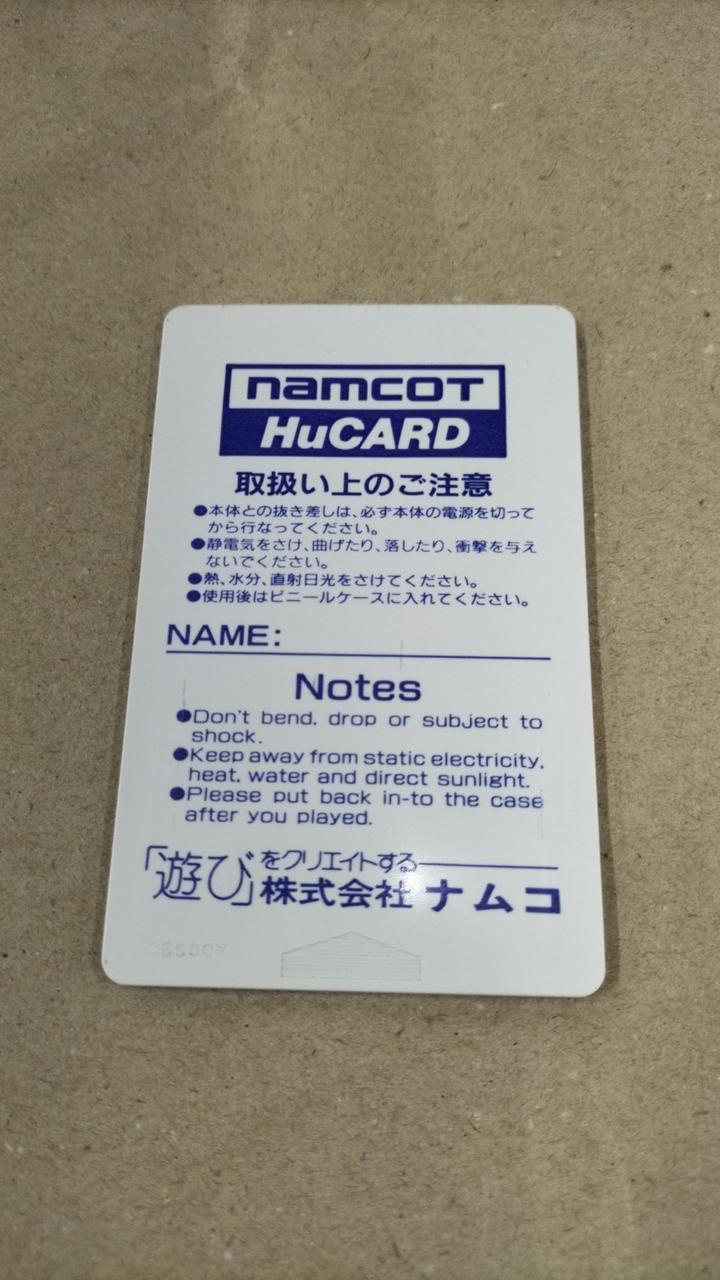 namcoT
HuCARD
取扱い上のご注意
●本体との抜き差しは、必ず本体の電源を切って
から行なってください。
●静電気をさけ、曲げたり、落したり、衝撃を与え
ないでください。
●熱、水分、直射日光をさけてください。
●使用後はビニールケースに入れてください。
NAME:
Notes
●Don't bend, drop or subject to
shock.
●Keep away from static electricity,
heat, water and direct sunlight.
●Please put back in-to the case
after you played.
「遊び」をクリエイトする
株式会社ナムコ